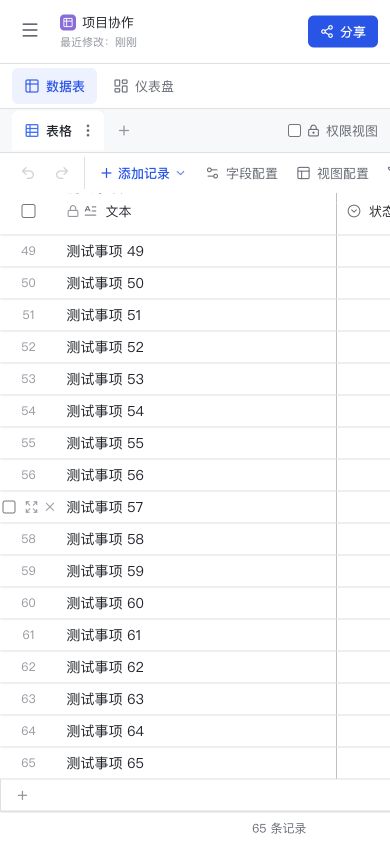 项目协作
最近修改：刚刚
分享
数据表
仪表盘
表格
权限视图
添加记录
字段配置
视图配置
文本
状态
49 测试事项 49
50 测试事项 50
51 测试事项 51
52 测试事项 52
53 测试事项 53
54 测试事项 54
55 测试事项 55
56 测试事项 56
测试事项 57
58 测试事项 58
59 测试事项 59
60 测试事项 60
61 测试事项 61
62 测试事项 62
63 测试事项 63
64 测试事项 64
65 测试事项 65
65 条记录